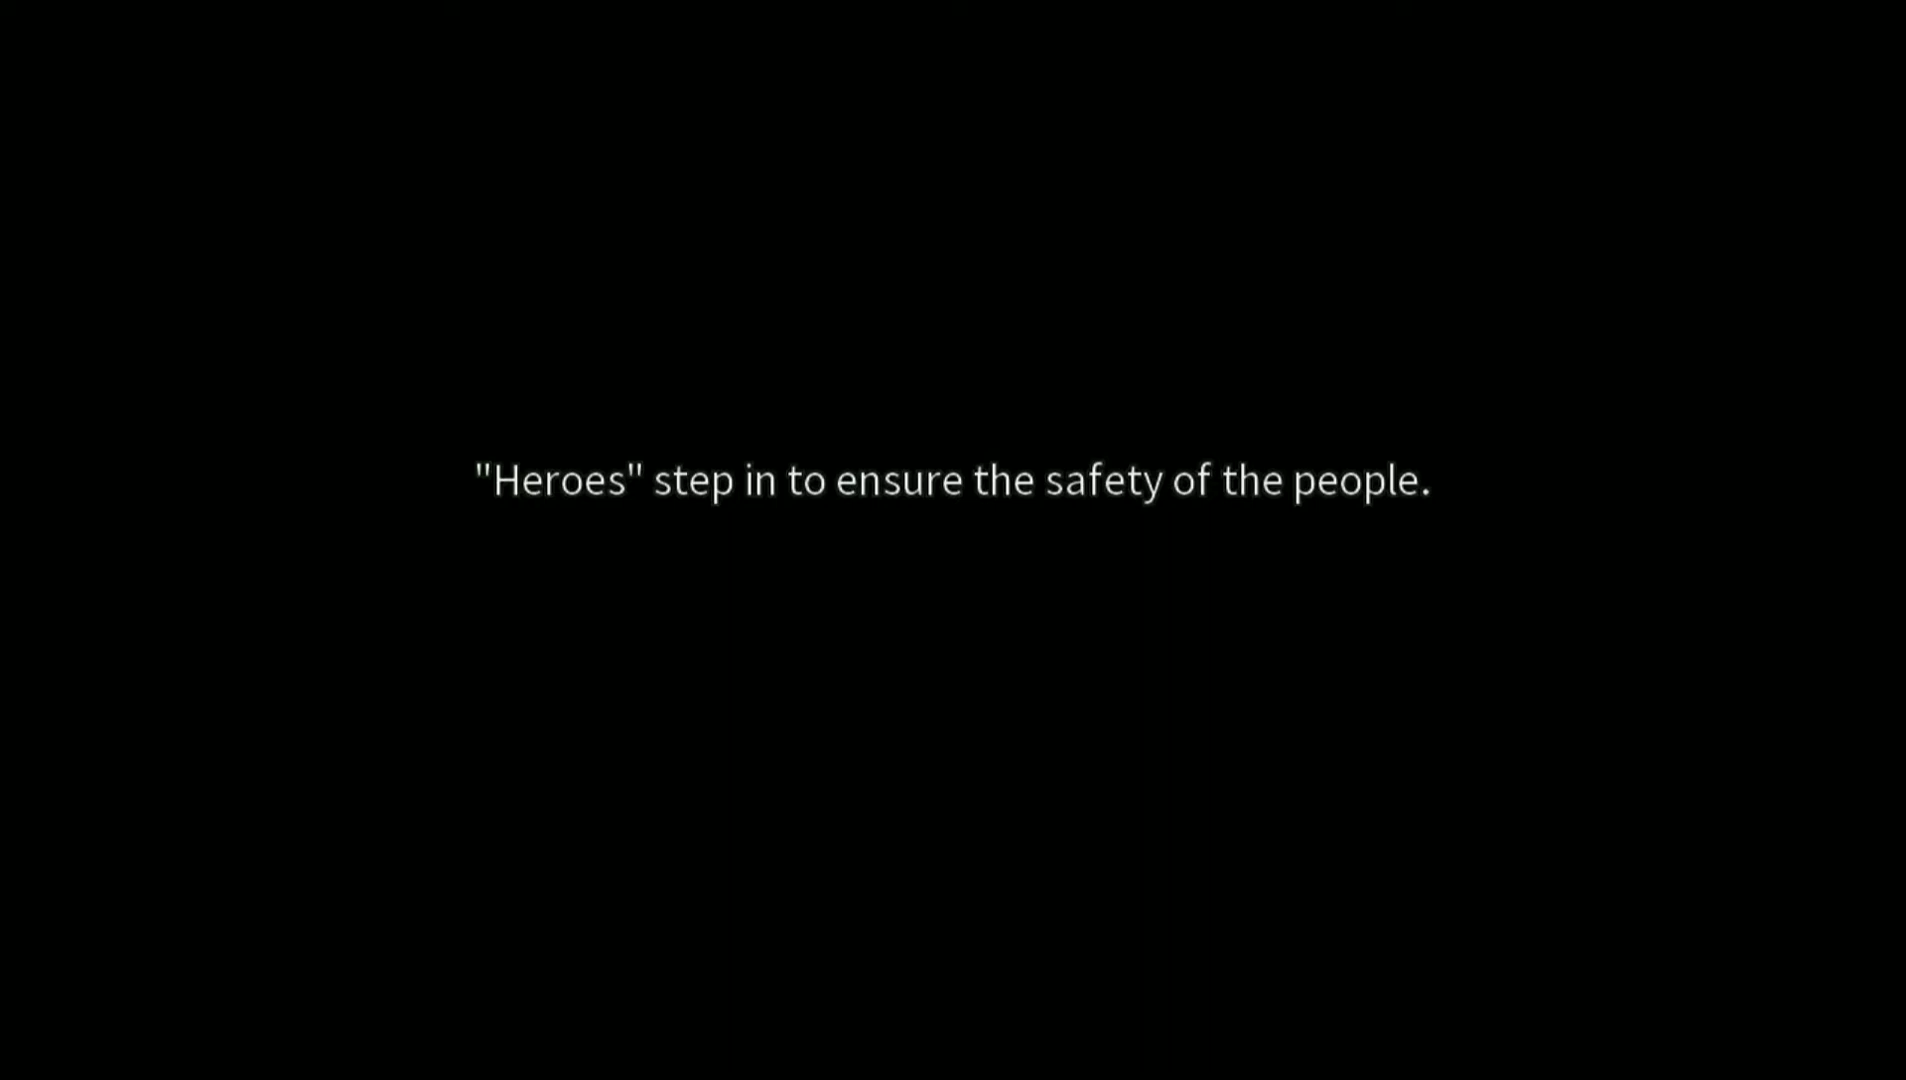 "Heroes" step in to ensure the safety of the people.